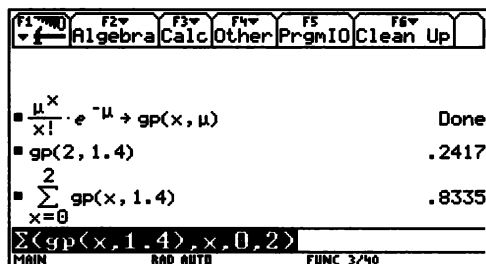 F1 F2 F3 F4 F5 F6
Algebra Calc Other PrgmIO Clean Up
▪ μ^x/x! · e^-μ → gp(x, μ) Done
▪ gp(2, 1.4) .2417
▪ 2 ∑ x=0 gp(x, 1.4) .8335
Σ(gp(x,1.4),x,0,2)
MAIN RAD AUTO FUNC 3/40